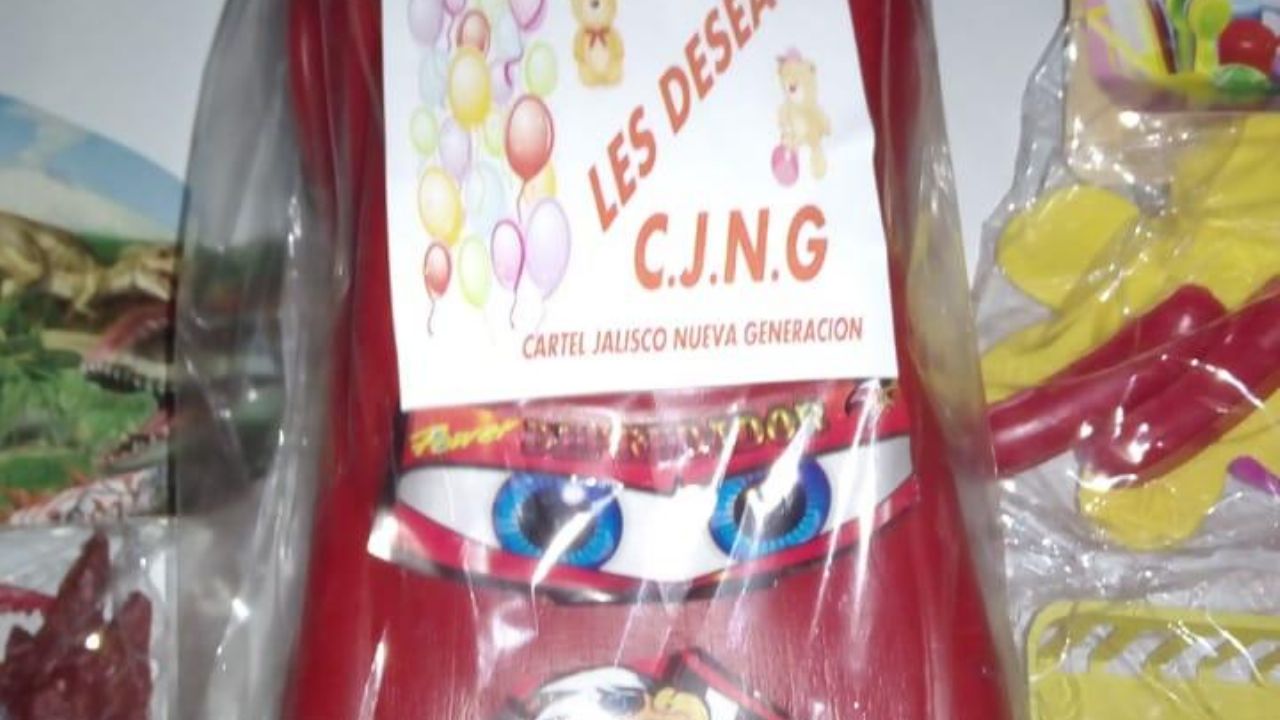 LES DESEA
C.J.N.G
CARTEL JALISCO NUEVA GENERACION
Power